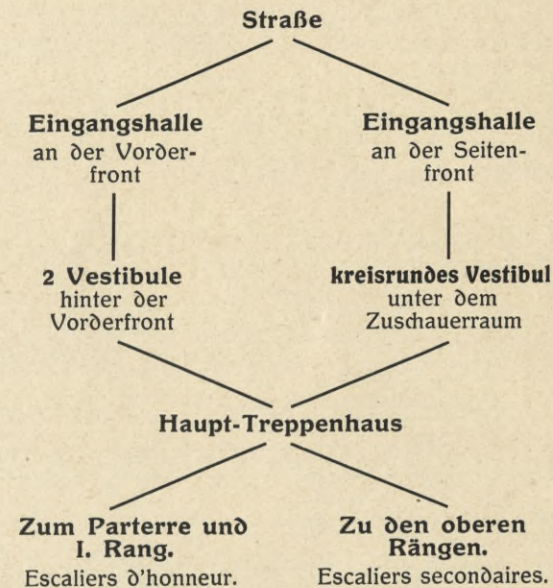 Straße
Eingangshalle
an der Vorder-
front
Eingangshalle
an der Seiten-
front
2 Vestibule
hinter der
Vorderfront
kreisrundes Vestibul
unter dem
Zuschauerraum
Haupt-Treppenhaus
Zum Parterre und
I. Rang.
Escaliers d'honneur.
Zu den oberen
Rängen.
Escaliers secondaires.